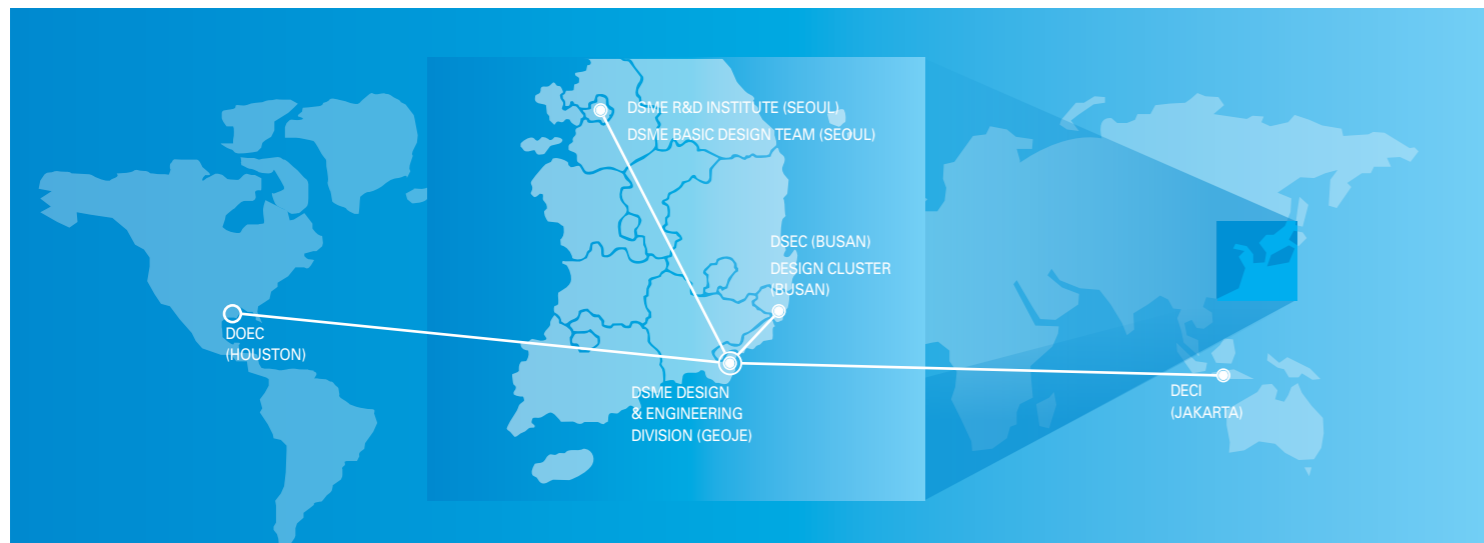 DSME R&D INSTITUTE (SEOUL)
DSME BASIC DESIGN TEAM (SEOUL)
DSEC (BUSAN)
DESIGN CLUSTER
(BUSAN)
DOEC
(HOUSTON)
DSME DESIGN
& ENGINEERING
DIVISION (GEOJE)
DECI
(JAKARTA)